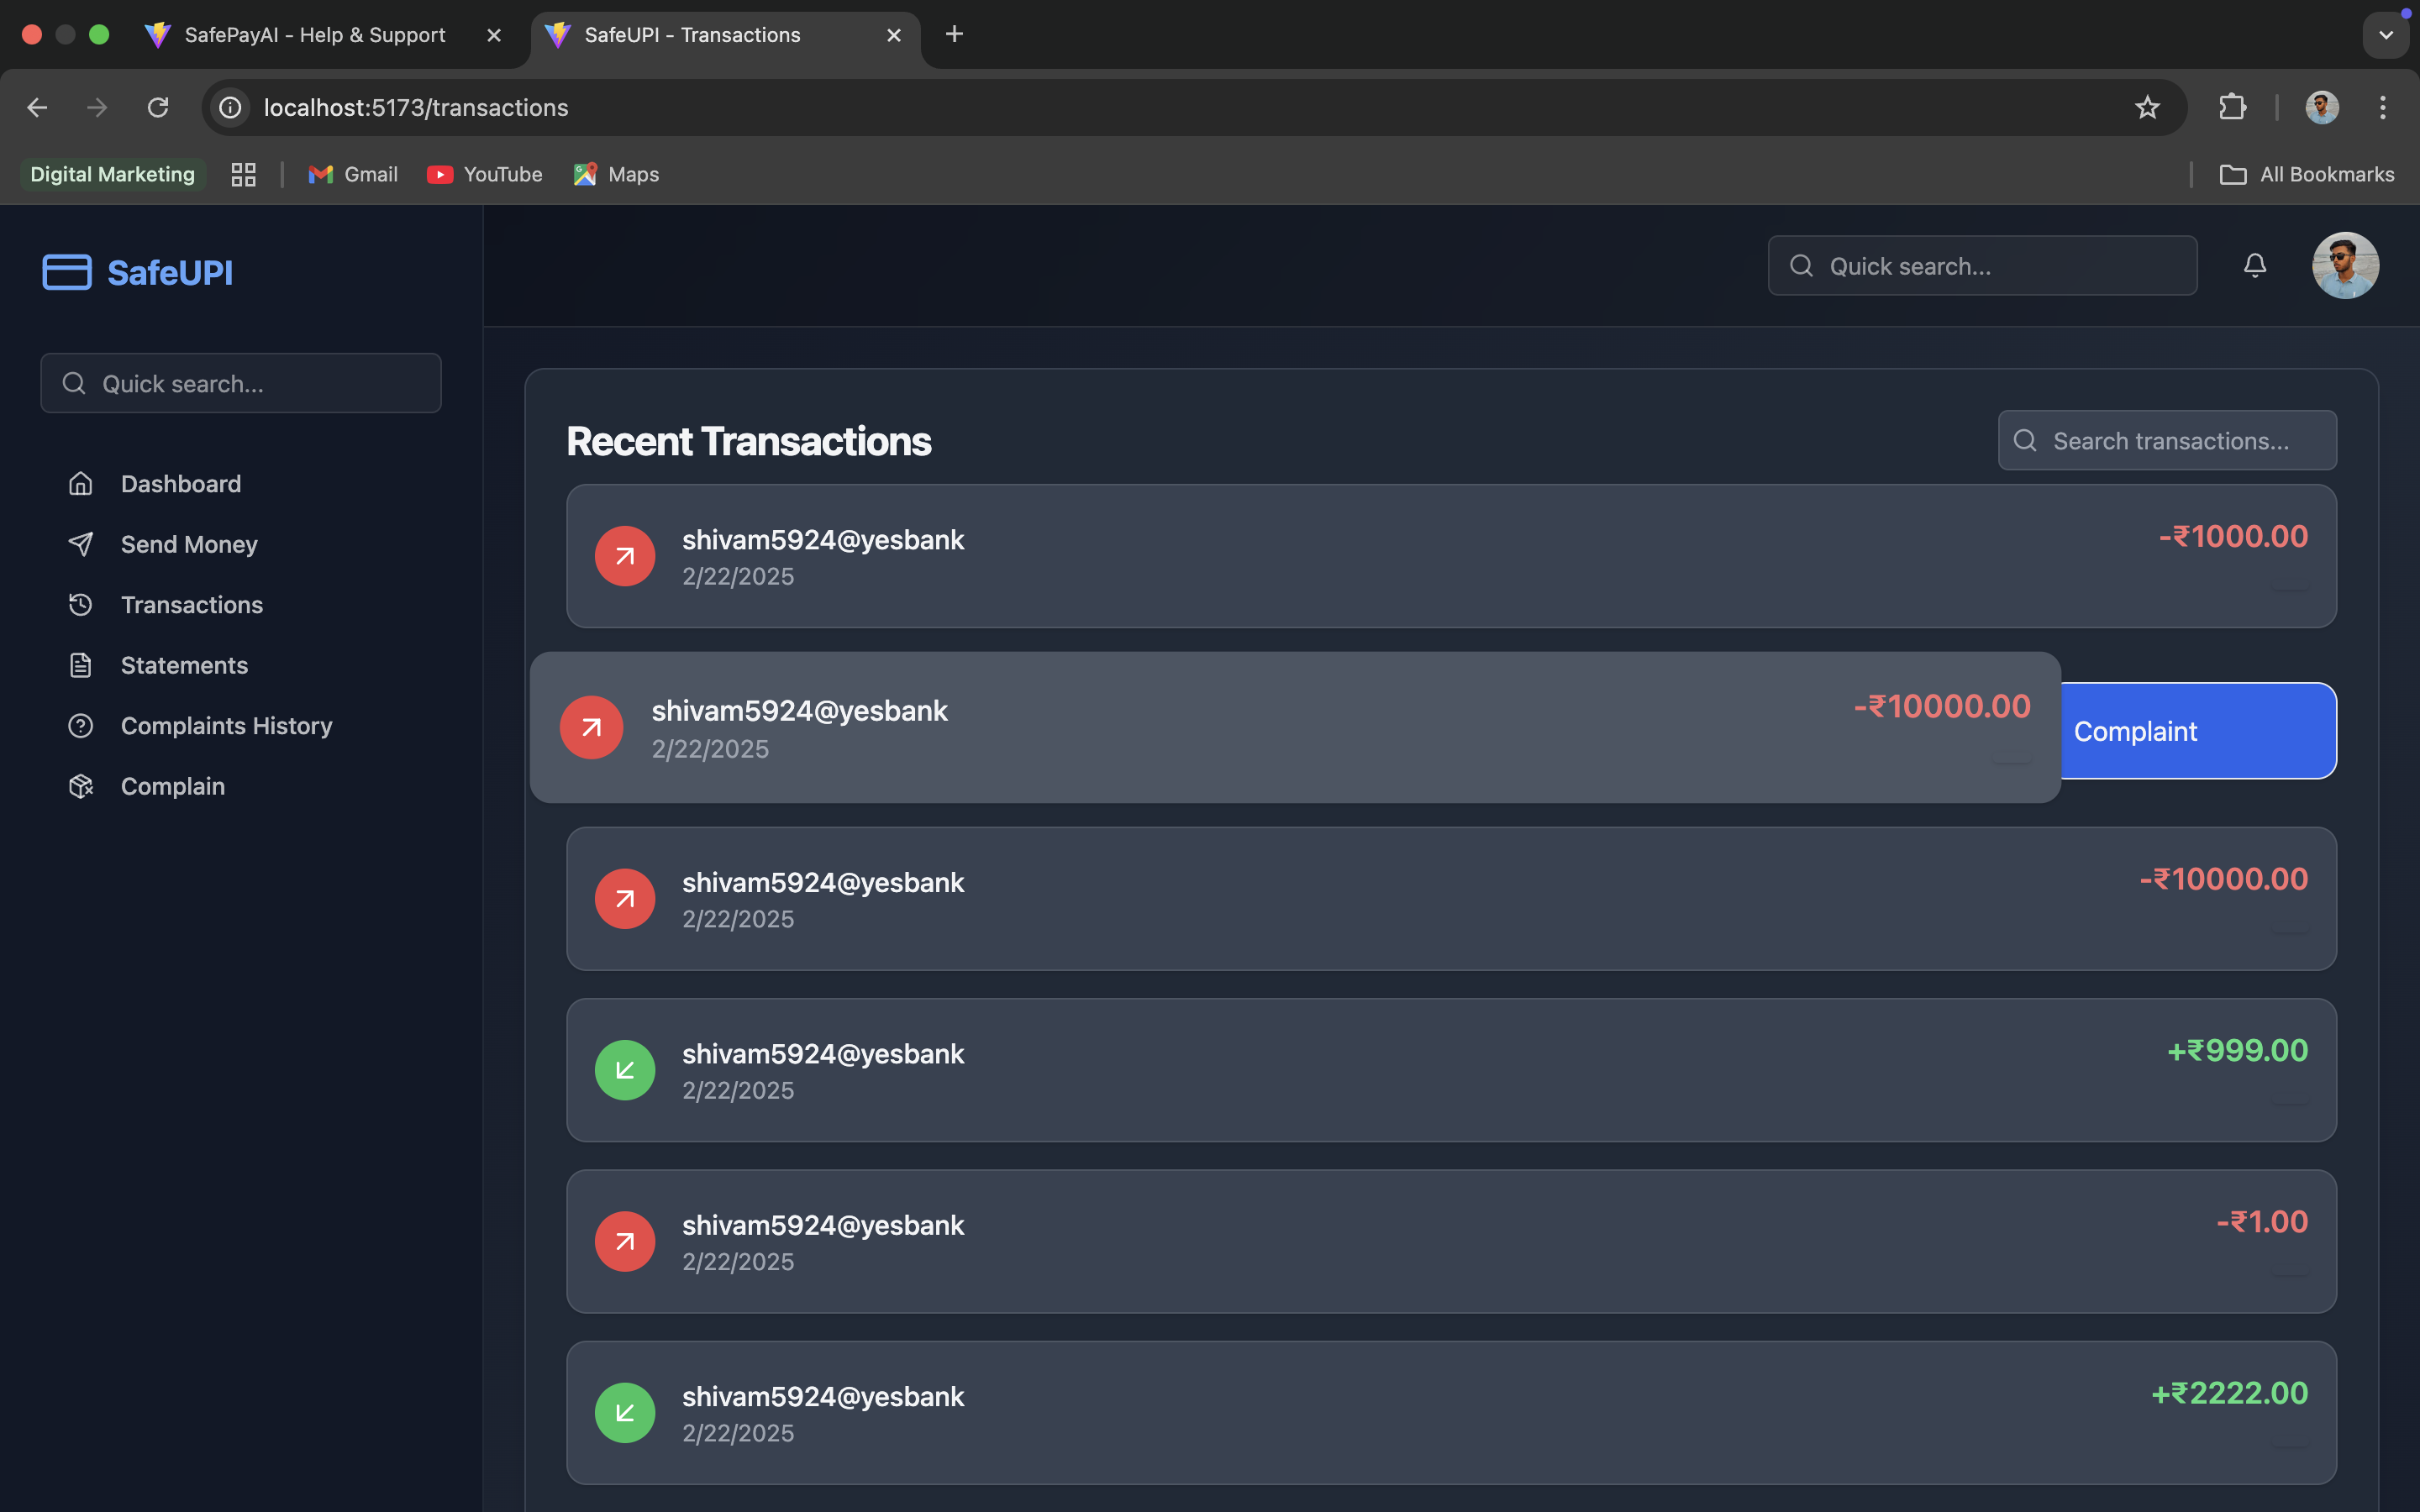 SafePayAI - Help & Support
SafeUPI - Transactions
localhost:5173/transactions
Digital Marketing
Gmail
YouTube
Maps
All Bookmarks
SafeUPI
Quick search...
Quick search...
Dashboard
Send Money
Transactions
Statements
Complaints History
Complain
Recent Transactions
Search transactions...
shivam5924@yesbank
-₹1000.00
2/22/2025
shivam5924@yesbank
-₹10000.00
2/22/2025
Complaint
shivam5924@yesbank
-₹10000.00
2/22/2025
shivam5924@yesbank
+₹999.00
2/22/2025
shivam5924@yesbank
-₹1.00
2/22/2025
shivam5924@yesbank
+₹2222.00
2/22/2025